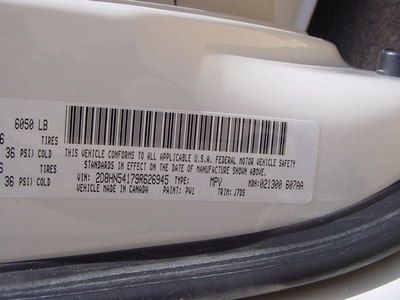 6050 LB
TIRES
36 PSI) COLD
TIRES
36 PSI) COLD
THIS VEHICLE CONFORMS TO ALL APPLICABLE U.S.A. FEDERAL MOTOR VEHICLE SAFETY
STANDARDS IN EFFECT ON THE DATE OF MANUFACTURE SHOWN ABOVE.
VIN: 2D8HN54179R626945 TYPE: MPV MDH: 021300 607AA
VEHICLE MADE IN CANADA PAINT: PW1 TRIM: J7DS